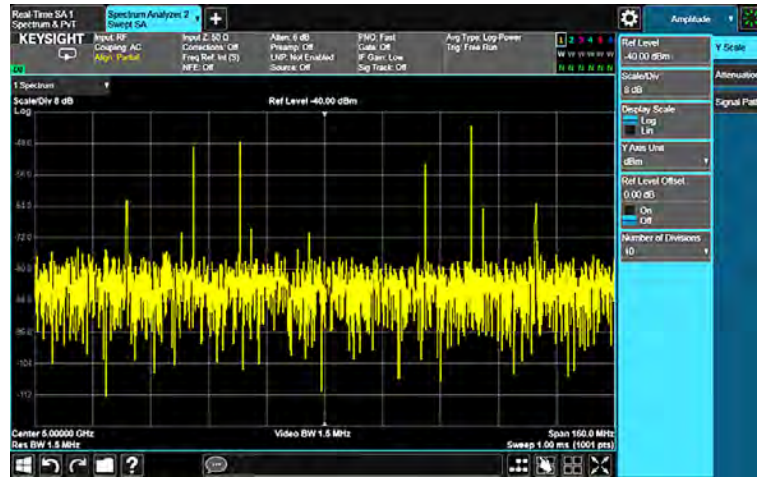 Real-Time SA 1
Spectrum & PvT
Spectrum Analyzer 2
Swept SA
Amplitude
KEYSIGHT
Input: RF
Coupling: AC
Align: Partial
Input Z: 50 Ω
Corrections: Off
Freq Ref: Int (S)
NFE: Off
Atten: 6 dB
Preamp: Off
LNP: Not Enabled
Source: Off
PNO: Fast
Gate: Off
IF Gain: Low
Sig Track: Off
Avg Type: Log-Power
Trig: Free Run
1 2 3 4 5 6
W W W W W W
N N N N N N
1 Spectrum
Scale/Div 8 dB
Ref Level -40.00 dBm
Log
-48.0
-56.0
-64.0
-72.0
-80.0
-88.0
-96.0
-104
-112
Center 5.00000 GHz
Video BW 1.5 MHz
Span 160.0 MHz
Res BW 1.5 MHz
Sweep 1.00 ms (1001 pts)
Ref Level
-40.00 dBm
Scale/Div
8 dB
Display Scale
Log
Lin
Y Axis Unit
dBm
Ref Level Offset
0.00 dB
On
Off
Number of Divisions
10
Y Scale
Attenuation
Signal Pat
?